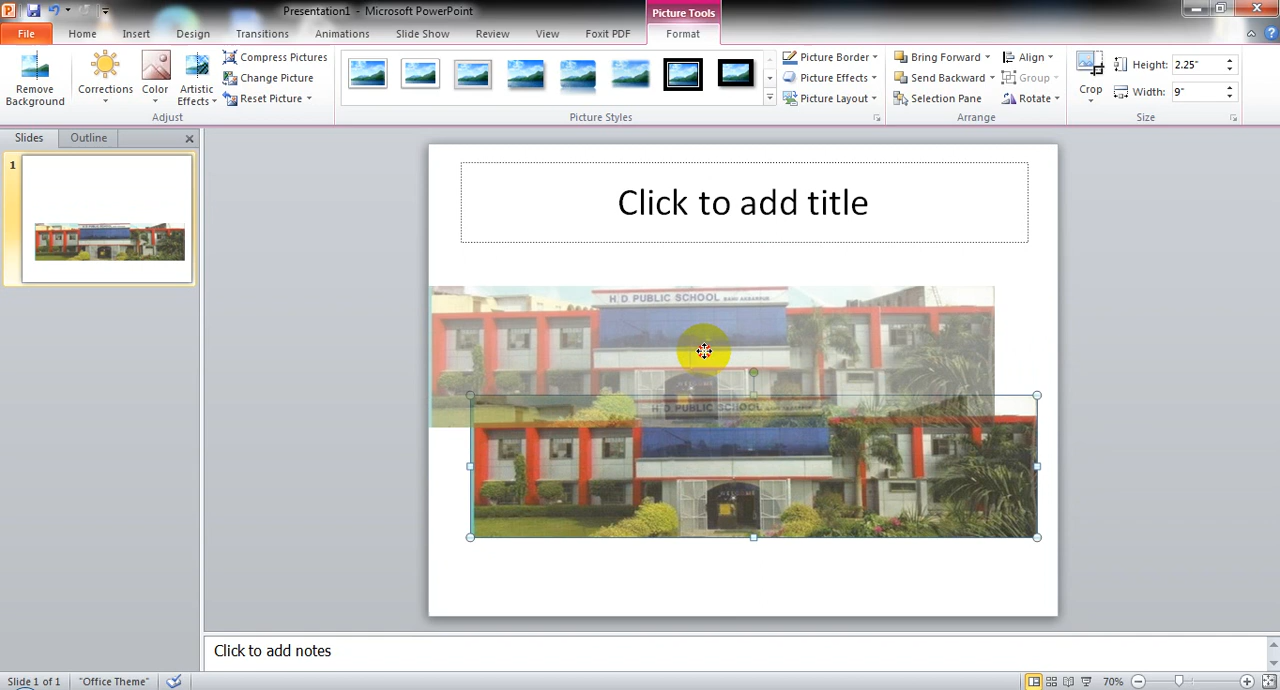 Presentation1 - Microsoft PowerPoint
Picture Tools
File
Home
Insert
Design
Transitions
Animations
Slide Show
Review
View
Foxit PDF
Format
Remove Background
Corrections
Color
Artistic Effects
Compress Pictures
Change Picture
Reset Picture
Adjust
Picture Styles
Picture Border
Picture Effects
Picture Layout
Bring Forward
Send Backward
Selection Pane
Align
Group
Rotate
Arrange
Crop
Height: 2.25"
Width: 9"
Size
Slides
Outline
1
Click to add title
H.D PUBLIC SCHOOL
WELCOME
H.D PUBLIC SCHOOL
WELCOME
Click to add notes
Slide 1 of 1
"Office Theme"
70%